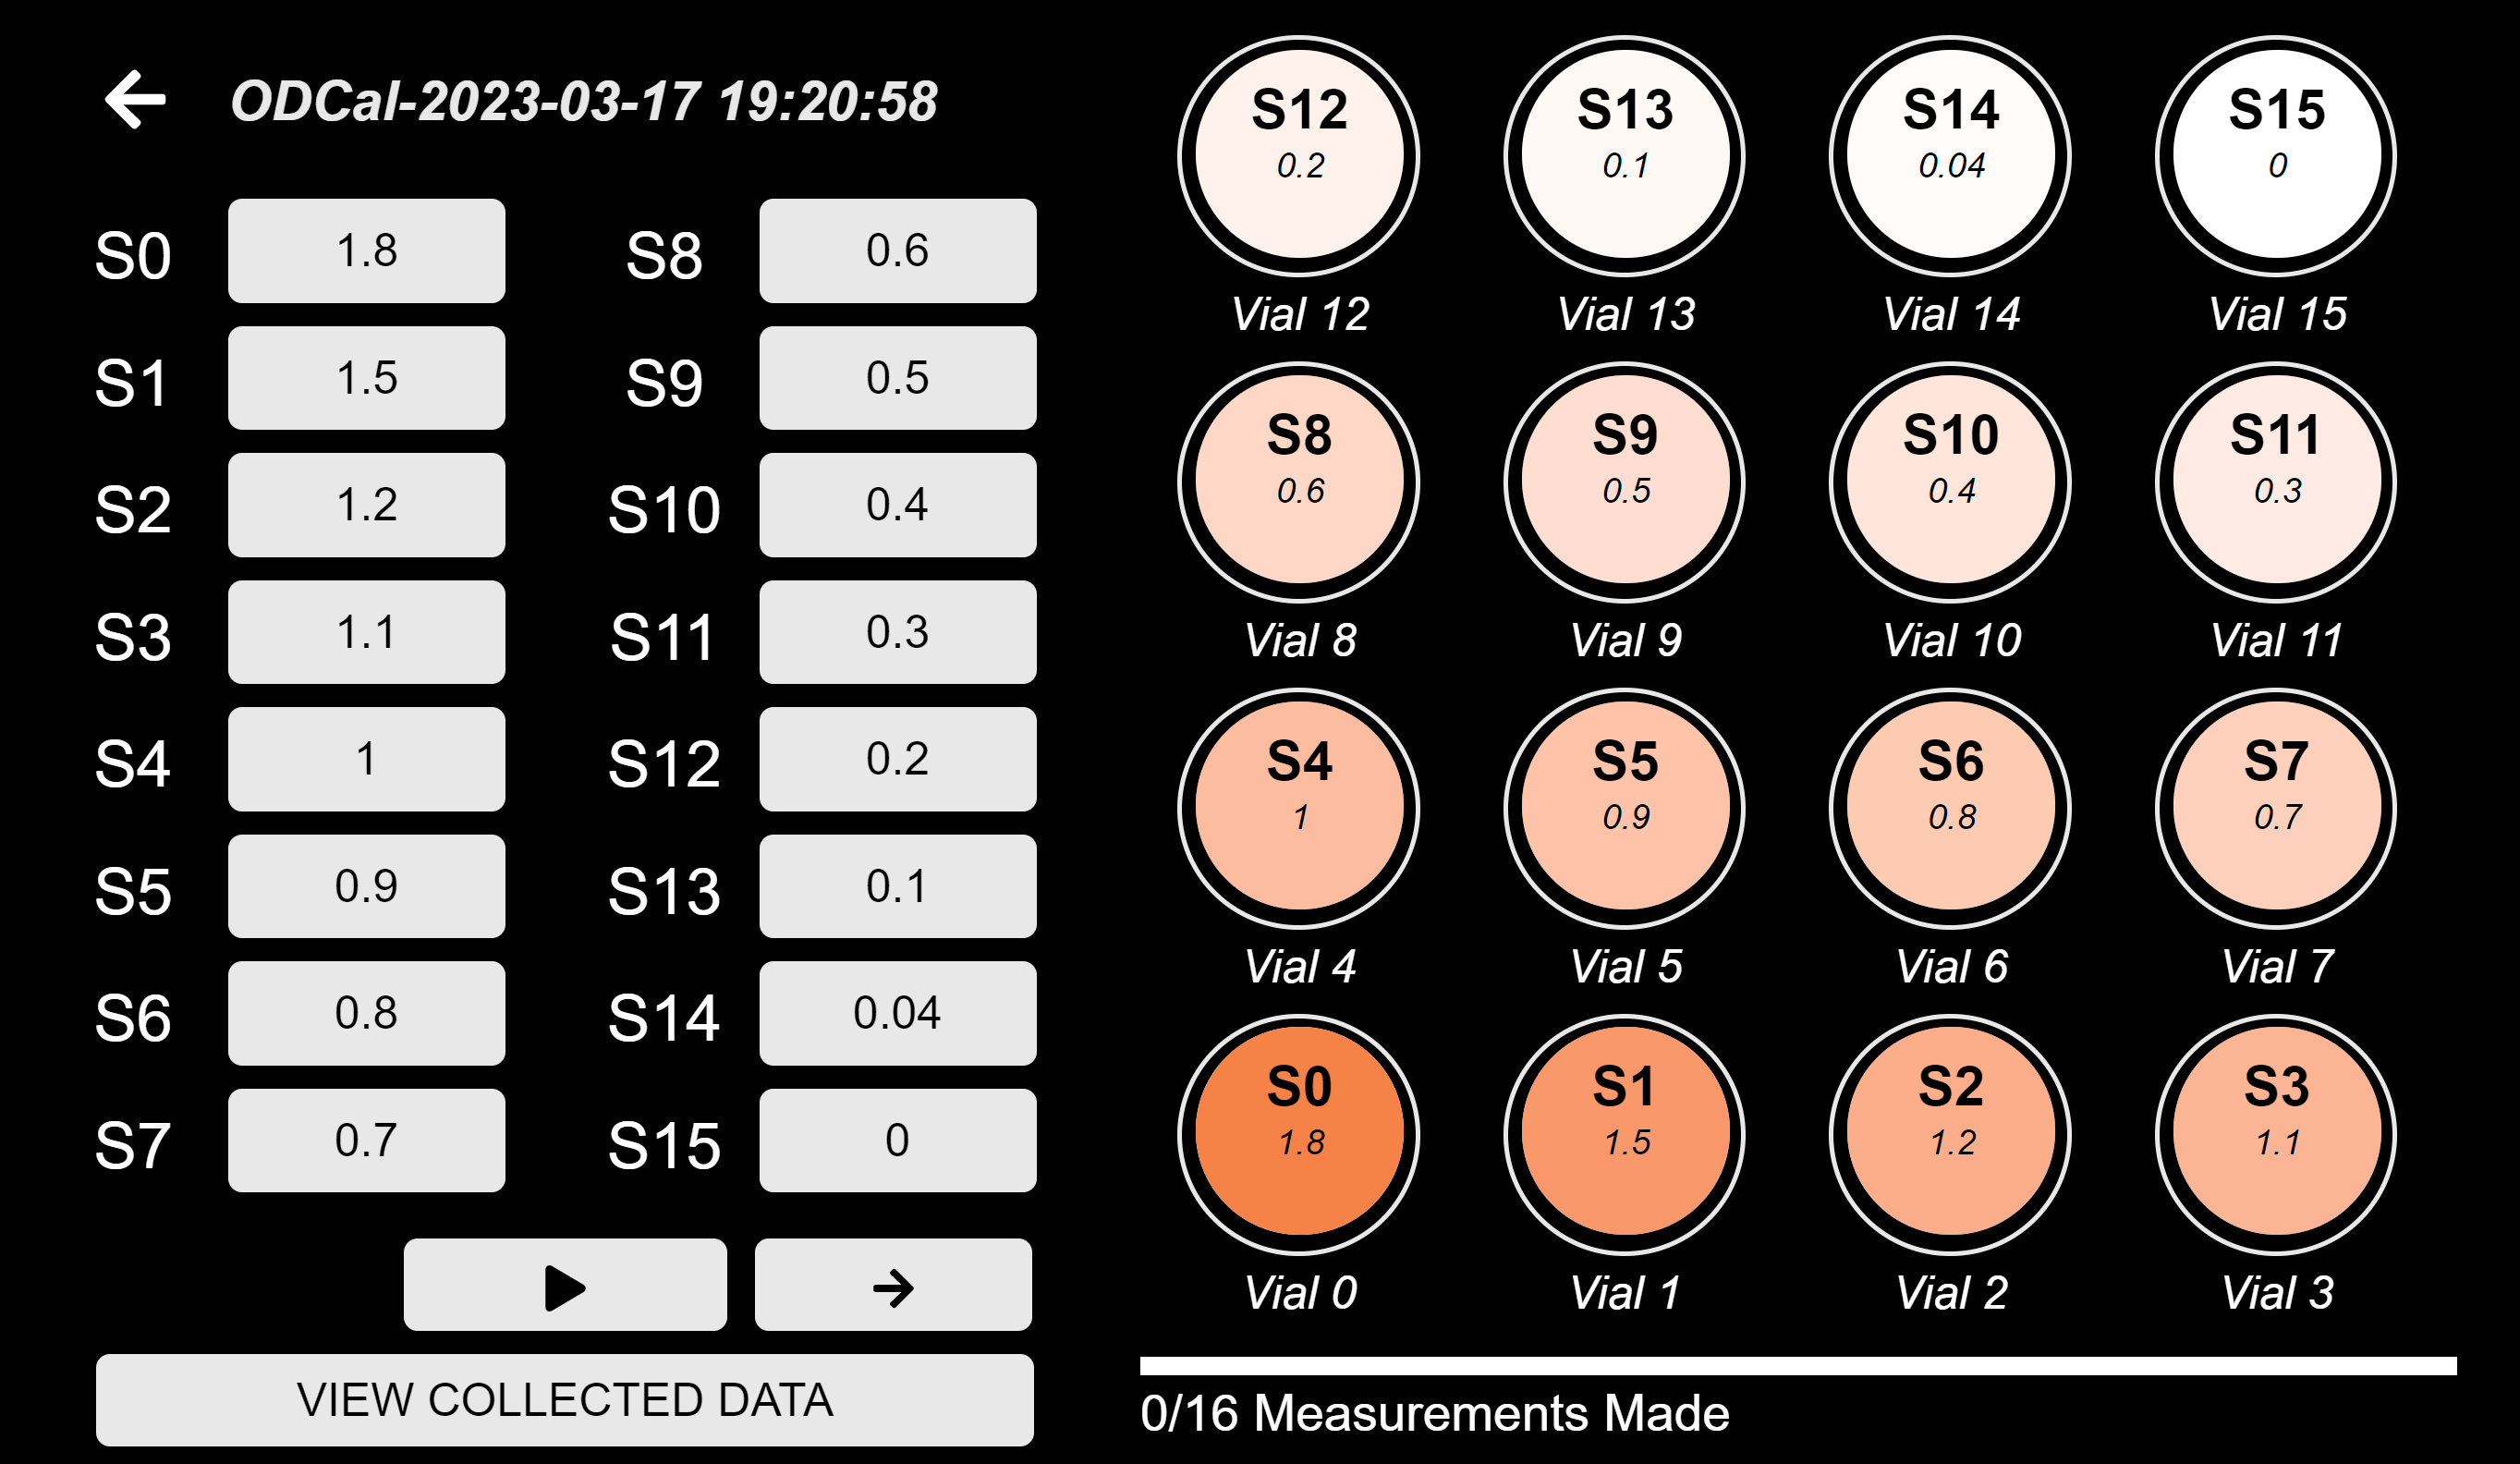 ODCal-2023-03-17 19:20:58
S0 1.8 S8 0.6
S1 1.5 S9 0.5
S2 1.2 S10 0.4
S3 1.1 S11 0.3
S4 1 S12 0.2
S5 0.9 S13 0.1
S6 0.8 S14 0.04
S7 0.7 S15 0
VIEW COLLECTED DATA
S12 S13 S14 S15
0.2 0.1 0.04 0
Vial 12 Vial 13 Vial 14 Vial 15
S8 S9 S10 S11
0.6 0.5 0.4 0.3
Vial 8 Vial 9 Vial 10 Vial 11
S4 S5 S6 S7
1 0.9 0.8 0.7
Vial 4 Vial 5 Vial 6 Vial 7
S0 S1 S2 S3
1.8 1.5 1.2 1.1
Vial 0 Vial 1 Vial 2 Vial 3
0/16 Measurements Made